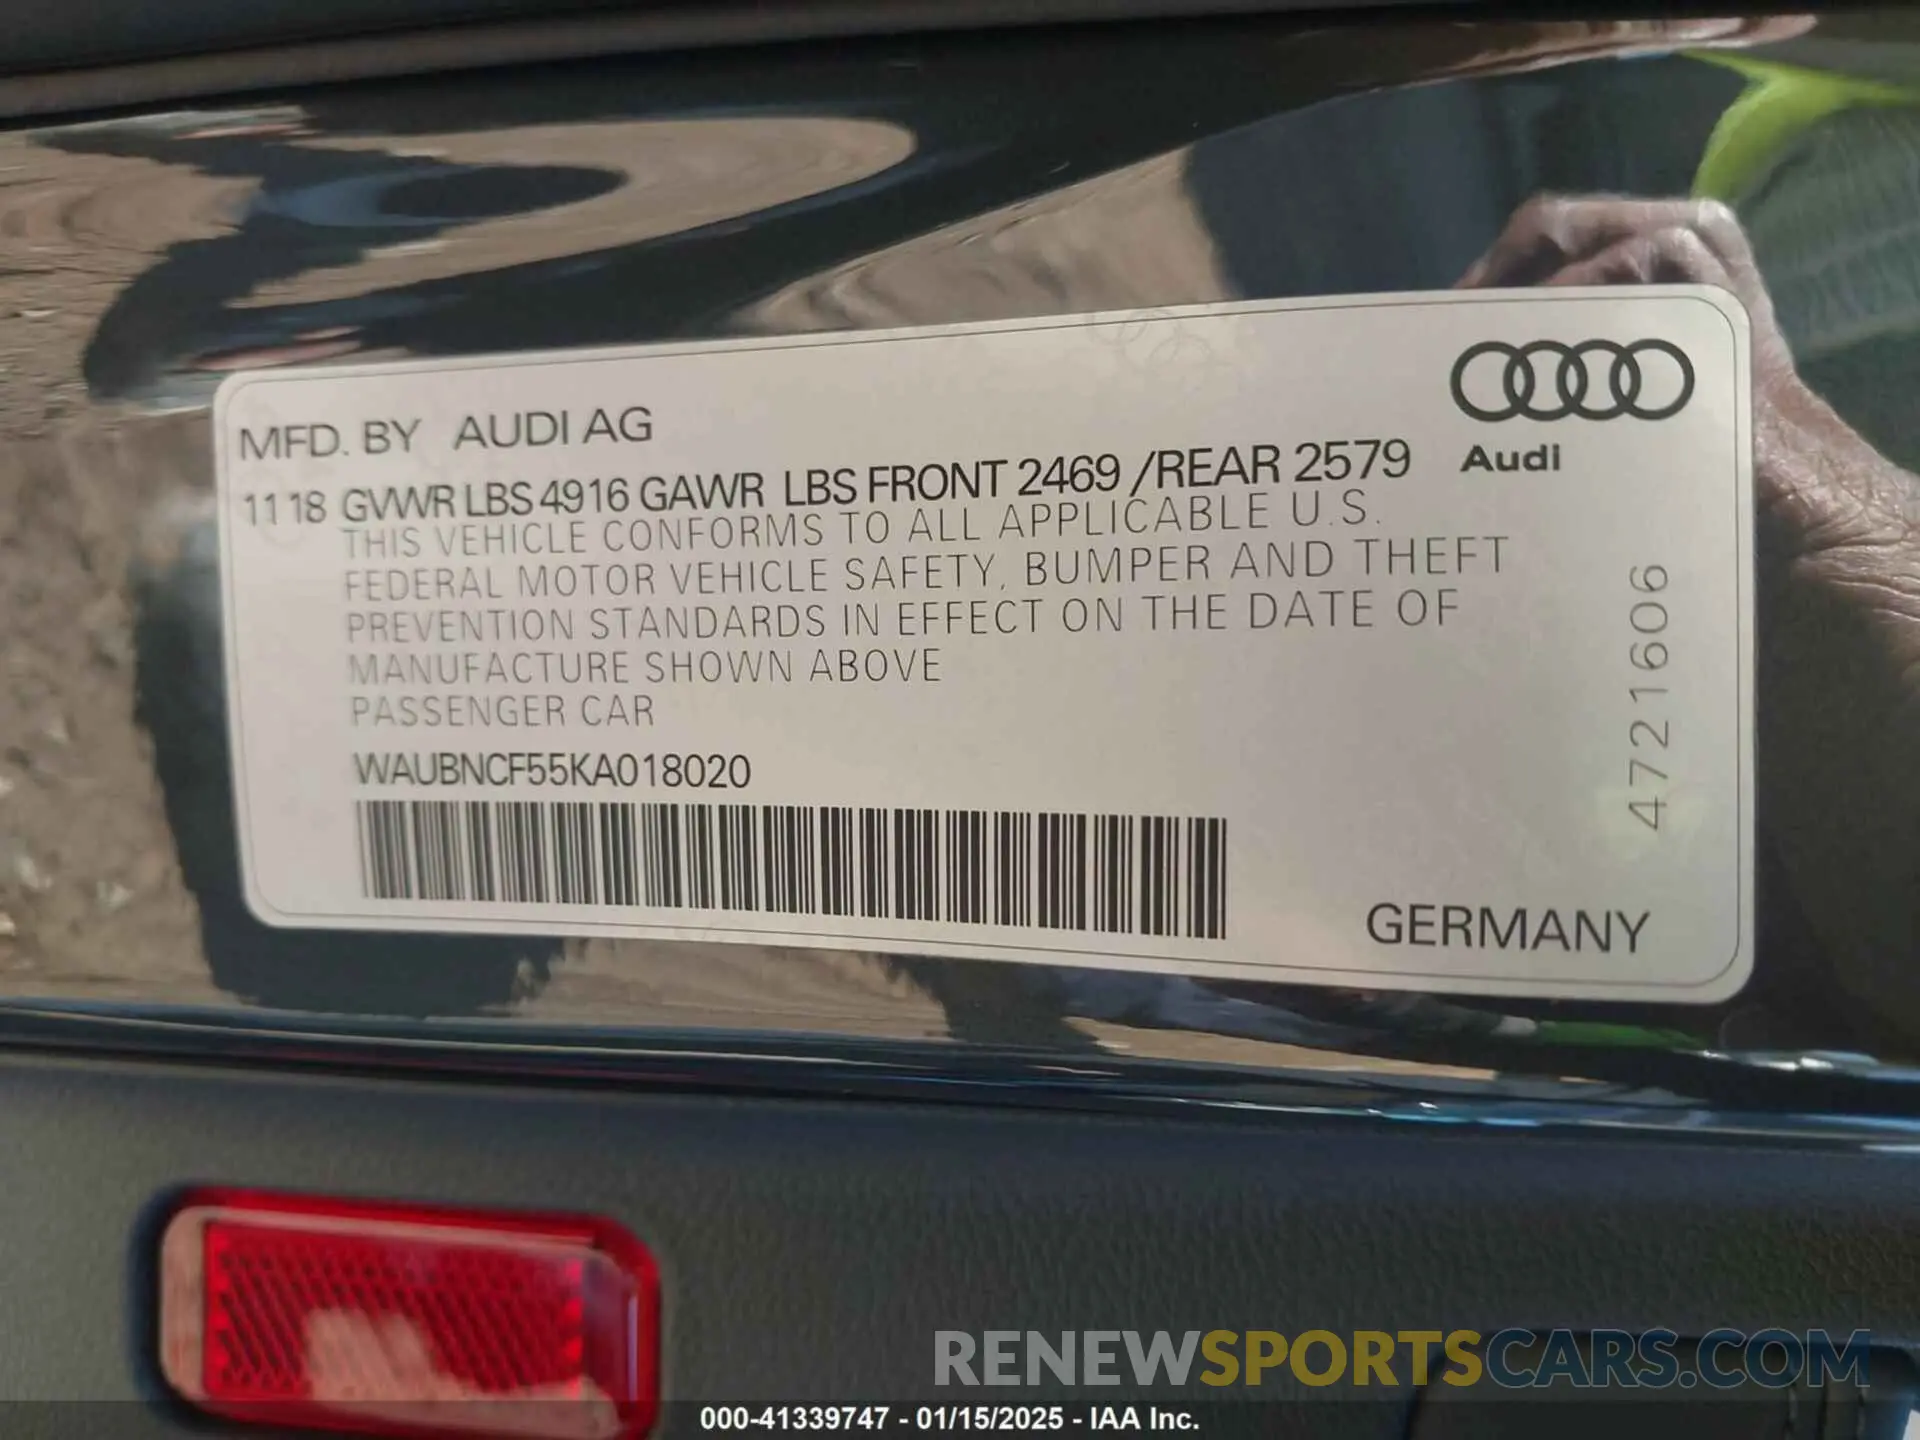 MFD. BY AUDI AG
Audi
11 18 GVWR LBS 4916 GAWR LBS FRONT 2469 /REAR 2579
THIS VEHICLE CONFORMS TO ALL APPLICABLE U.S.
FEDERAL MOTOR VEHICLE SAFETY, BUMPER AND THEFT
PREVENTION STANDARDS IN EFFECT ON THE DATE OF
MANUFACTURE SHOWN ABOVE
PASSENGER CAR
WAUBNCF55KA018020
4721606
GERMANY
RENEWSPORTSCARS.COM
000-41339747 - 01/15/2025 - IAA Inc.